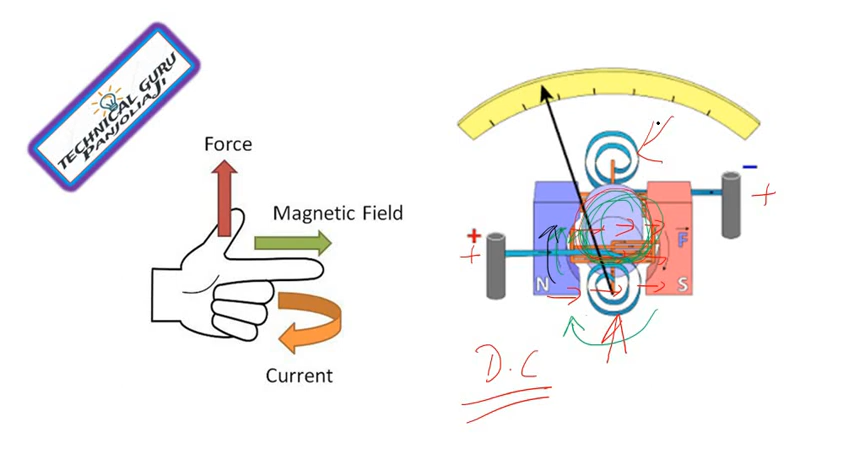 TECHNICAL GURU
PANJOLIAJI
Force
Magnetic Field
Current
+
+
−
+
N
F
S
D.C